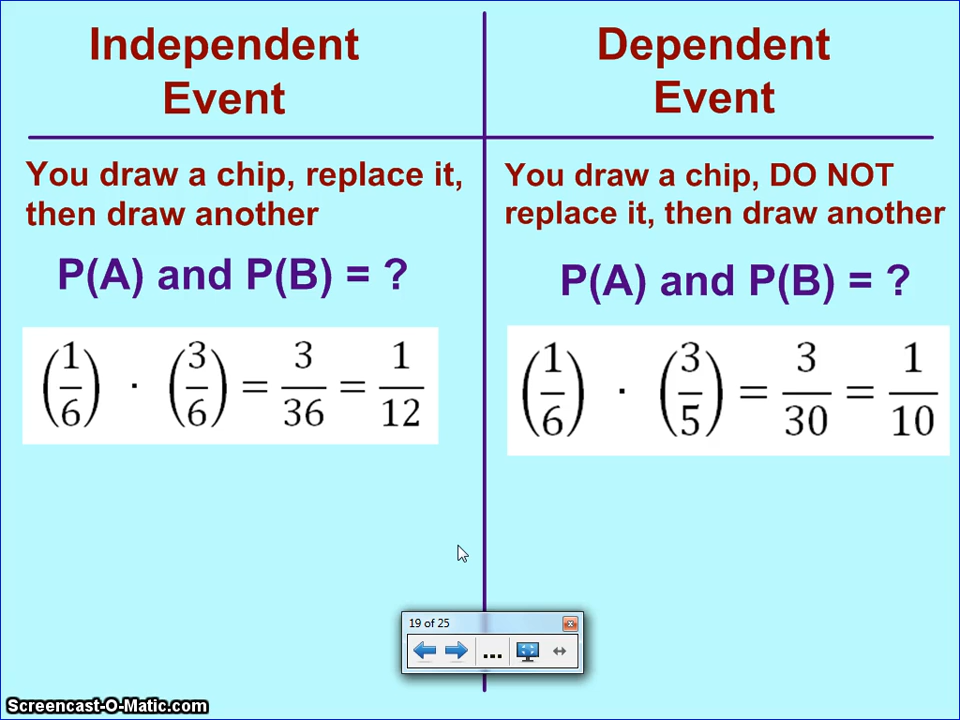 Independent
Event
You draw a chip, replace it,
then draw another
P(A) and P(B) = ?
(1/6) · (3/6) = 3/36 = 1/12
Dependent
Event
You draw a chip, DO NOT
replace it, then draw another
P(A) and P(B) = ?
(1/6) · (3/5) = 3/30 = 1/10
19 of 25
...
Screencast-O-Matic.com